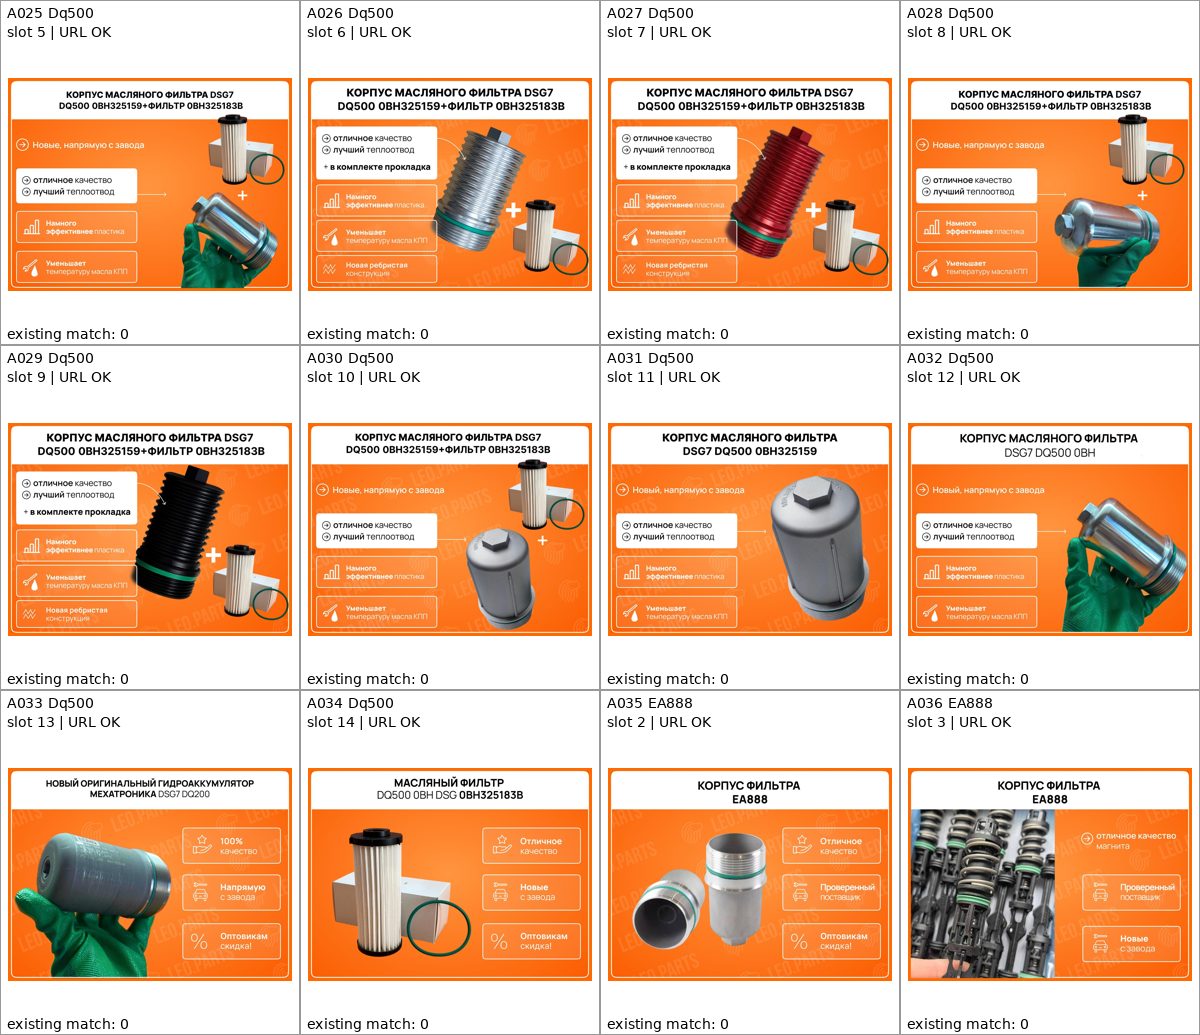 A025 Dq500
slot 5 | URL OK
КОРПУС МАСЛЯНОГО ФИЛЬТРА DSG7
DQ500 0BH325159+ФИЛЬТР 0BH325183B
Новые, напрямую с завода
отличное качество
лучший теплоотвод
+
Намного
эффективнее пластика
Уменьшает
температуру масла КПП
existing match: 0
A026 Dq500
slot 6 | URL OK
КОРПУС МАСЛЯНОГО ФИЛЬТРА DSG7
DQ500 0BH325159+ФИЛЬТР 0BH325183B
отличное качество
лучший теплоотвод
+ в комплекте прокладка
Намного
эффективнее пластика
+
Уменьшает
температуру масла КПП
Новая ребристая
конструкция
existing match: 0
A027 Dq500
slot 7 | URL OK
КОРПУС МАСЛЯНОГО ФИЛЬТРА DSG7
DQ500 0BH325159+ФИЛЬТР 0BH325183B
отличное качество
лучший теплоотвод
+ в комплекте прокладка
Намного
эффективнее пластика
+
Уменьшает
температуру масла КПП
Новая ребристая
конструкция
existing match: 0
A028 Dq500
slot 8 | URL OK
КОРПУС МАСЛЯНОГО ФИЛЬТРА DSG7
DQ500 0BH325159+ФИЛЬТР 0BH325183B
Новые, напрямую с завода
отличное качество
лучший теплоотвод
+
Намного
эффективнее пластика
Уменьшает
температуру масла КПП
existing match: 0
A029 Dq500
slot 9 | URL OK
КОРПУС МАСЛЯНОГО ФИЛЬТРА DSG7
DQ500 0BH325159+ФИЛЬТР 0BH325183B
отличное качество
лучший теплоотвод
+ в комплекте прокладка
Намного
эффективнее пластика
+
Уменьшает
температуру масла КПП
Новая ребристая
конструкция
existing match: 0
A030 Dq500
slot 10 | URL OK
КОРПУС МАСЛЯНОГО ФИЛЬТРА DSG7
DQ500 0BH325159+ФИЛЬТР 0BH325183B
Новые, напрямую с завода
отличное качество
лучший теплоотвод
+
Намного
эффективнее пластика
Уменьшает
температуру масла КПП
existing match: 0
A031 Dq500
slot 11 | URL OK
КОРПУС МАСЛЯНОГО ФИЛЬТРА
DSG7 DQ500 0BH325159
Новый, напрямую с завода
отличное качество
лучший теплоотвод
Намного
эффективнее пластика
Уменьшает
температуру масла КПП
existing match: 0
A032 Dq500
slot 12 | URL OK
КОРПУС МАСЛЯНОГО ФИЛЬТРА
DSG7 DQ500 0BH
Новые, напрямую с завода
отличное качество
лучший теплоотвод
Намного
эффективнее пластика
Уменьшает
температуру масла КПП
existing match: 0
A033 Dq500
slot 13 | URL OK
НОВЫЙ ОРИГИНАЛЬНЫЙ ГИДРОАККУМУЛЯТОР
МЕХАТРОНИКА DSG7 DQ200
100%
качество
Напрямую
с завода
Оптовикам
скидка!
LEO.PARTS
existing match: 0
A034 Dq500
slot 14 | URL OK
МАСЛЯНЫЙ ФИЛЬТР
DQ500 0BH DSG 0BH325183B
Отличное
качество
Новые
с завода
Оптовикам
скидка!
LEO.PARTS
existing match: 0
A035 EA888
slot 2 | URL OK
КОРПУС ФИЛЬТРА
EA888
Отличное
качество
Проверенный
поставщик
Оптовикам
скидка!
LEO.PARTS
existing match: 0
A036 EA888
slot 3 | URL OK
КОРПУС ФИЛЬТРА
EA888
отличное качество
магнита
Проверенный
поставщик
Новые
с завода
existing match: 0